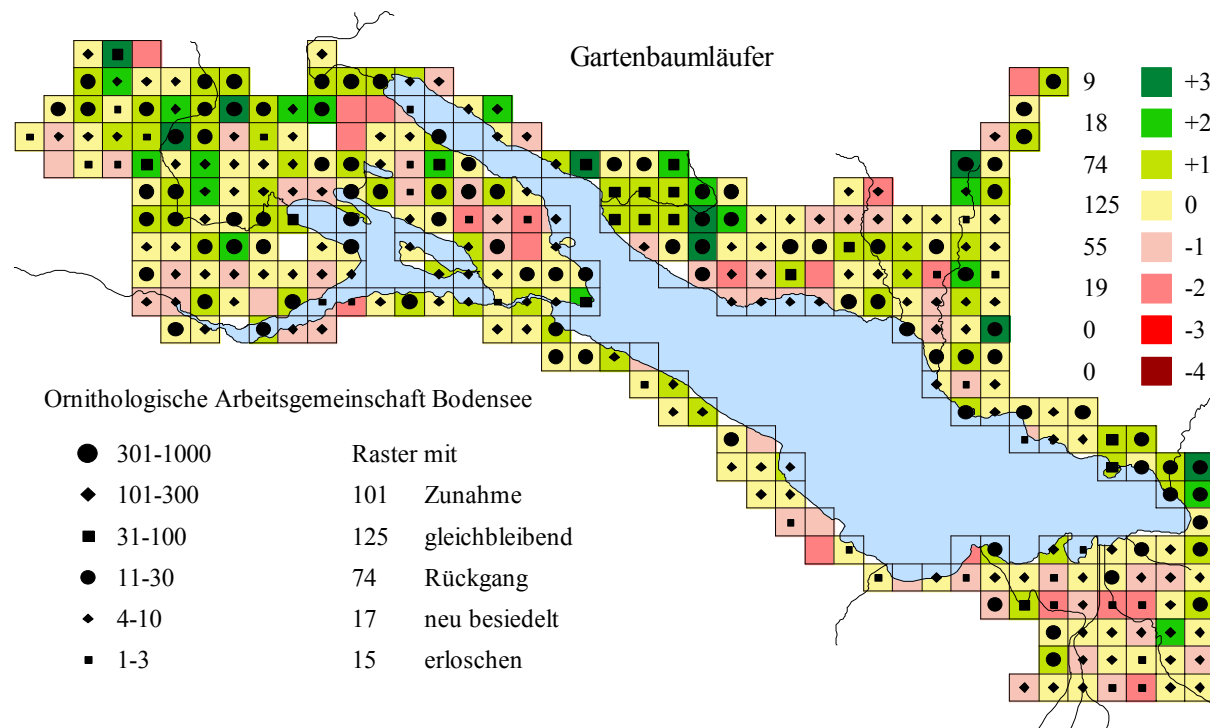 Gartenbaumläufer
9 +3
18 +2
74 +1
125 0
55 -1
19 -2
0 -3
0 -4
Ornithologische Arbeitsgemeinschaft Bodensee
301-1000 Raster mit
101-300 101 Zunahme
31-100 125 gleichbleibend
11-30 74 Rückgang
4-10 17 neu besiedelt
1-3 15 erloschen